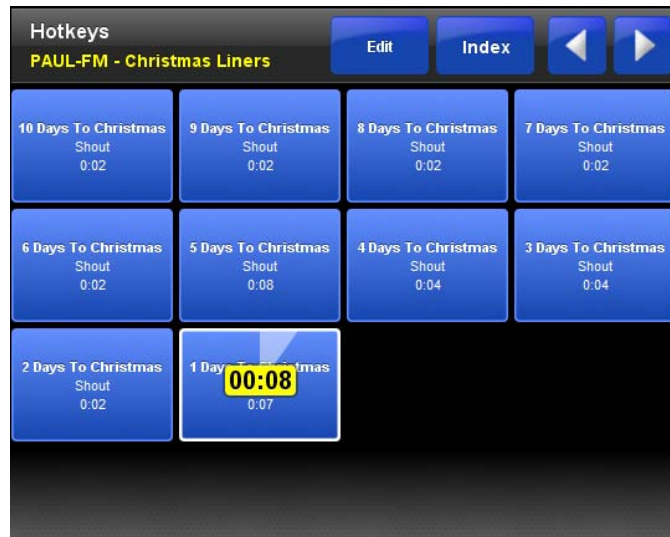 Hotkeys
PAUL-FM - Christmas Liners
Edit
Index
10 Days To Christmas
Shout
0:02
9 Days To Christmas
Shout
0:02
8 Days To Christmas
Shout
0:02
7 Days To Christmas
Shout
0:02
6 Days To Christmas
Shout
0:02
5 Days To Christmas
Shout
0:08
4 Days To Christmas
Shout
0:04
3 Days To Christmas
Shout
0:04
2 Days To Christmas
Shout
0:02
1 Day
00:08
0:07